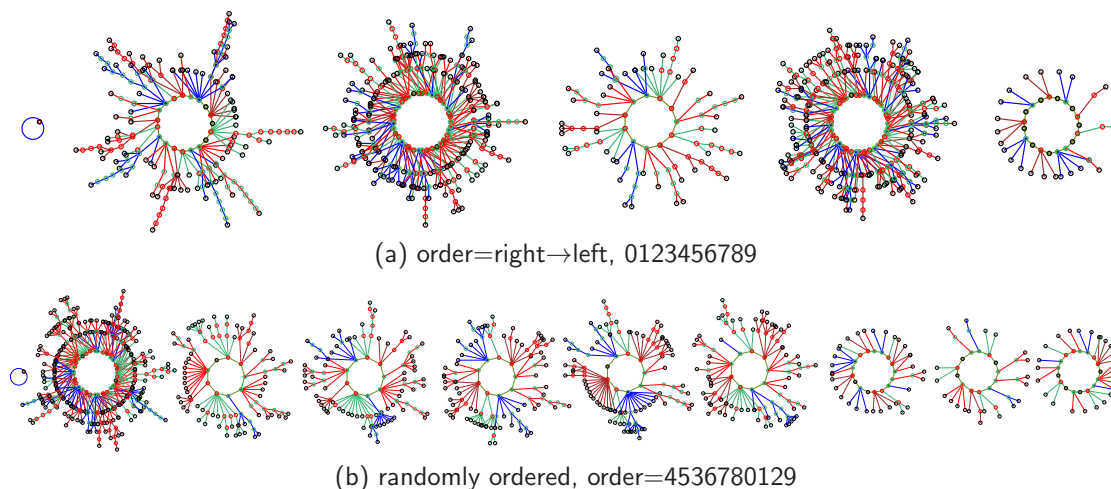 (a) order=right→left, 0123456789
(b) randomly ordered, order=4536780129